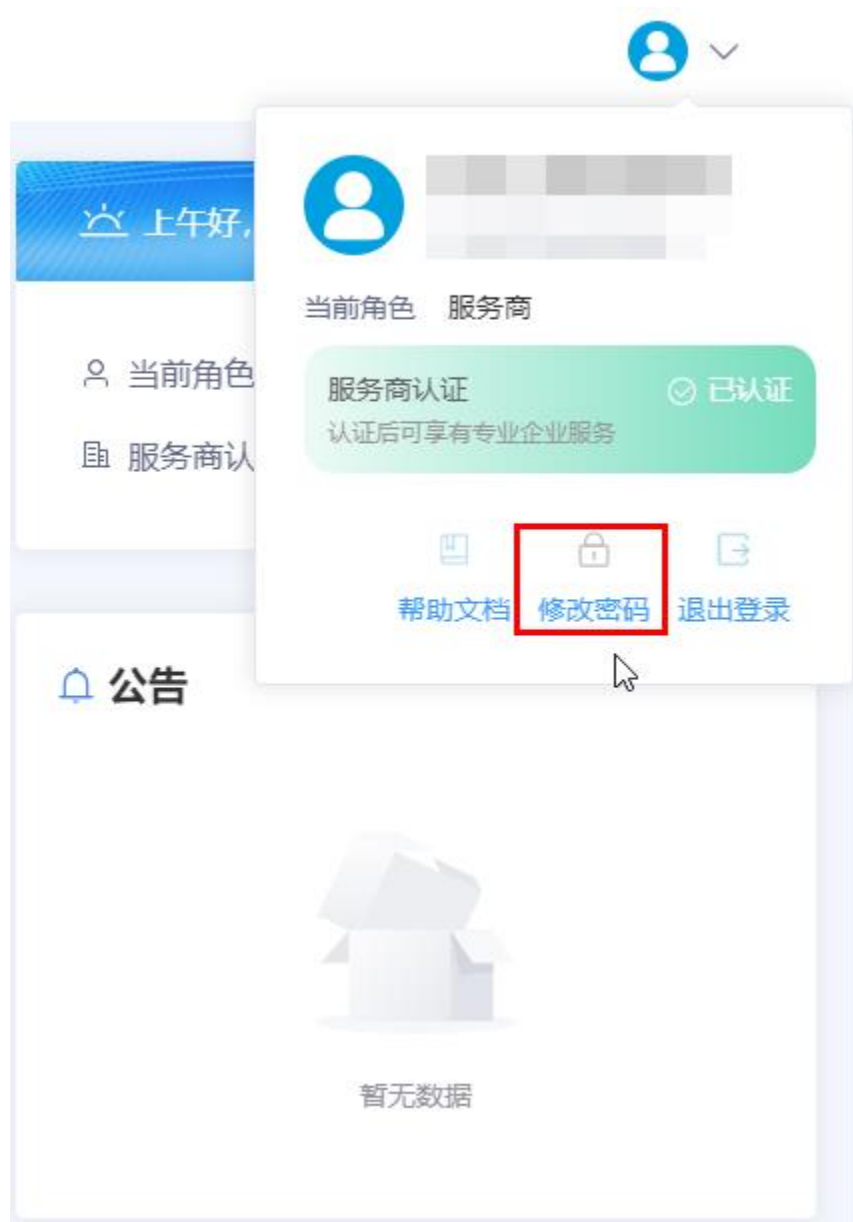 上午好，
当前角色 服务商
当前角色
服务商认证 已认证
认证后可享有专业企业服务
服务商认
帮助文档 修改密码 退出登录
公告
暂无数据